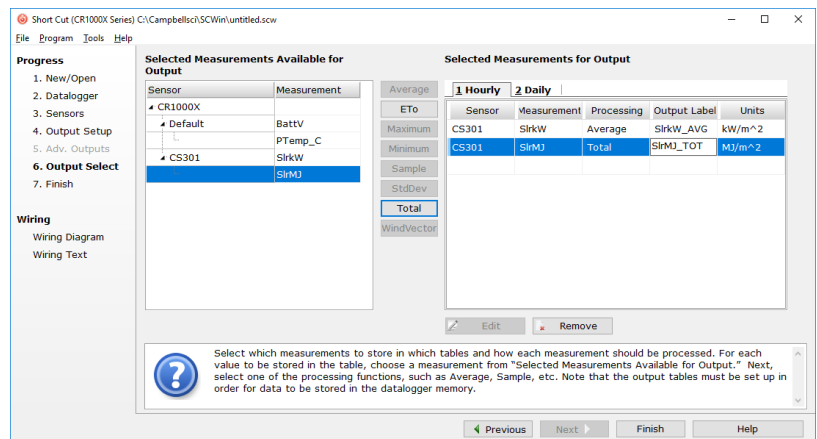 Short Cut (CR1000X Series) C:\Campbellsci\SCWin\untitled.scw
File Program Tools Help
Progress
1. New/Open
2. Datalogger
3. Sensors
4. Output Setup
5. Adv. Outputs
6. Output Select
7. Finish
Wiring
Wiring Diagram
Wiring Text
Selected Measurements Available for
Output
Sensor Measurement
CR1000X
Default BattV
PTemp_C
CS301 SlrkW
SlrMJ
Average
ETo
Maximum
Minimum
Sample
StdDev
Total
WindVector
Selected Measurements for Output
1 Hourly 2 Daily
Sensor Measurement Processing Output Label Units
CS301 SlrkW Average SlrkW_AVG kW/m^2
CS301 SlrMJ Total SlrMJ_TOT MJ/m^2
Edit Remove
Select which measurements to store in which tables and how each measurement should be processed. For each
value to be stored in the table, choose a measurement from "Selected Measurements Available for Output." Next,
select one of the processing functions, such as Average, Sample, etc. Note that the output tables must be set up in
order for data to be stored in the datalogger memory.
Previous Next Finish Help